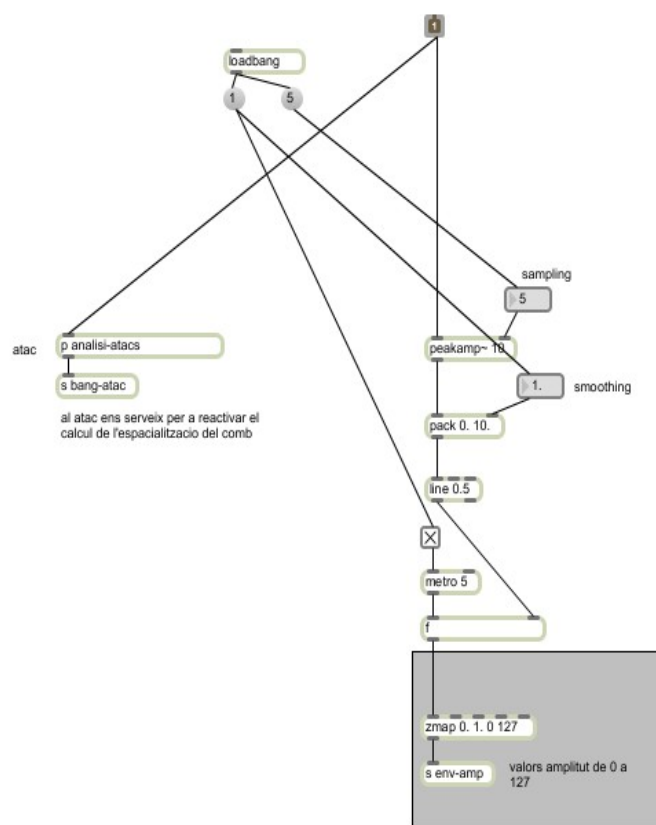 1
loadbang
1
5
sampling
5
atac
p analisi-atacs
peakamp~ 10
s bang-atac
1.
smoothing
al atac ens serveix per a reactivar el
calcul de l'espacialitzacio del comb
pack 0. 10.
line 0.5
metro 5
f
zmap 0. 1. 0 127
s env-amp
valors amplitut de 0 a
127